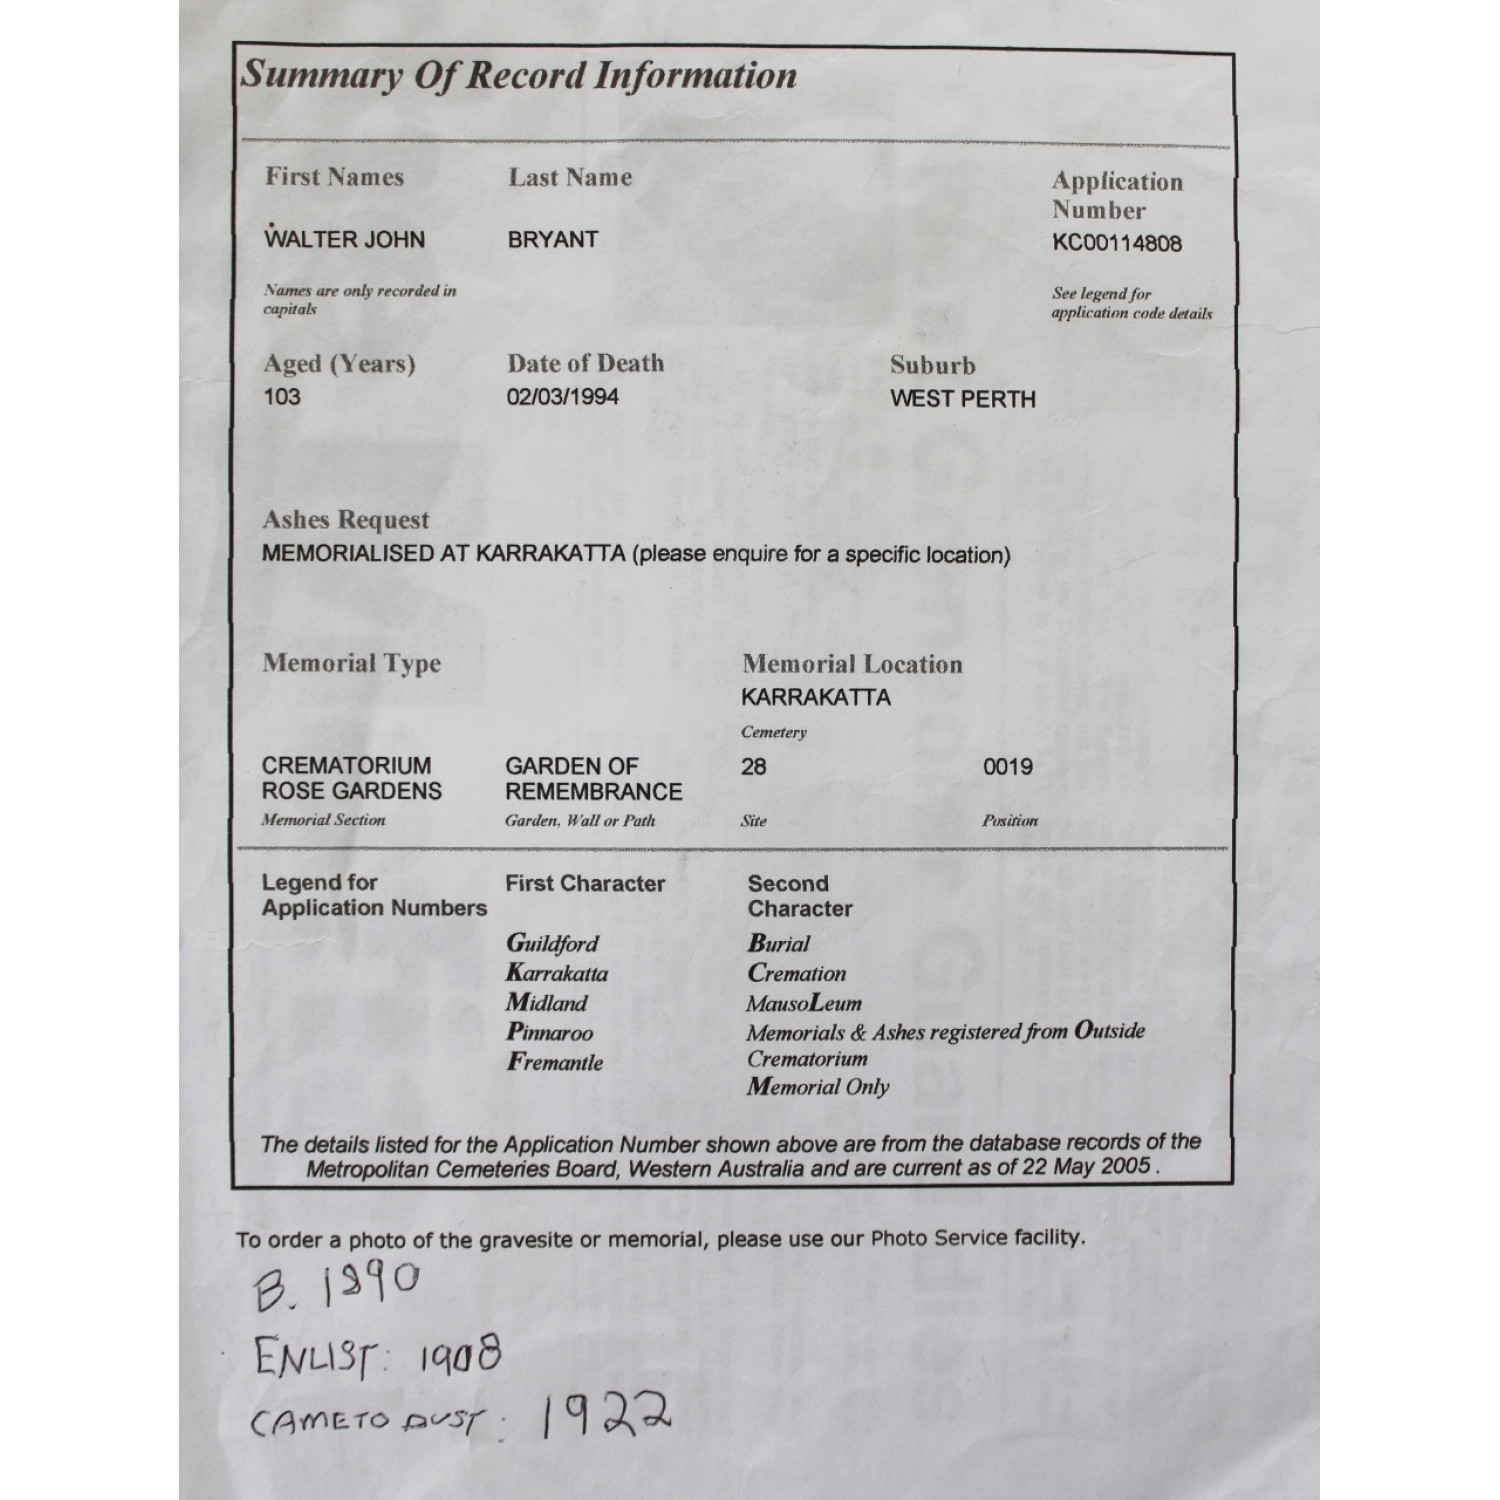 Summary Of Record Information
First Names Last Name Application
Number
WALTER JOHN BRYANT KC00114808
Names are only recorded in See legend for
capitals application code details
Aged (Years) Date of Death Suburb
103 02/03/1994 WEST PERTH
Ashes Request
MEMORIALISED AT KARRAKATTA (please enquire for a specific location)
Memorial Type Memorial Location
KARRAKATTA
Cemetery
CREMATORIUM GARDEN OF 28 0019
ROSE GARDENS REMEMBRANCE
Memorial Section Garden, Wall or Path Site Position
Legend for First Character Second
Application Numbers Character
Guildford Burial
Karrakatta Cremation
Midland MausoLeum
Pinnaroo Memorials & Ashes registered from Outside
Fremantle Crematorium
Memorial Only
The details listed for the Application Number shown above are from the database records of the
Metropolitan Cemeteries Board, Western Australia and are current as of 22 May 2005 .
To order a photo of the gravesite or memorial, please use our Photo Service facility.
B. 1890
ENLIST: 1908
CAME TO AUST : 1922